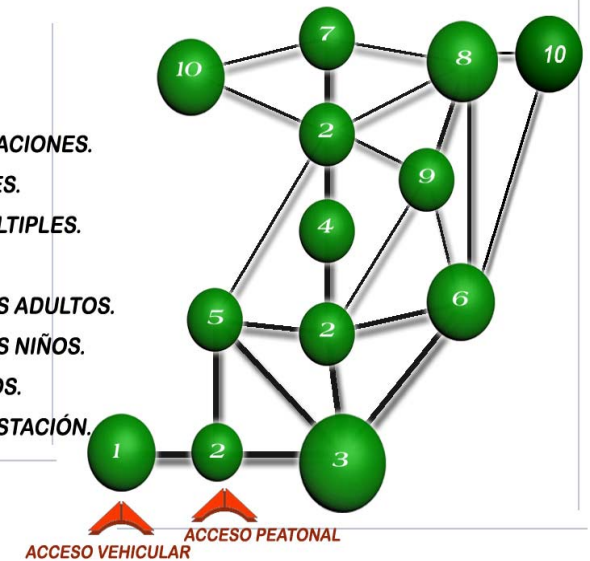 7
8
10
10
ACIONES.
2
ES.
9
LTIPLES.
4
S ADULTOS.
5
2
6
S NIÑOS.
OS.
STACIÓN.
1
2
3
ACCESO PEATONAL
ACCESO VEHICULAR